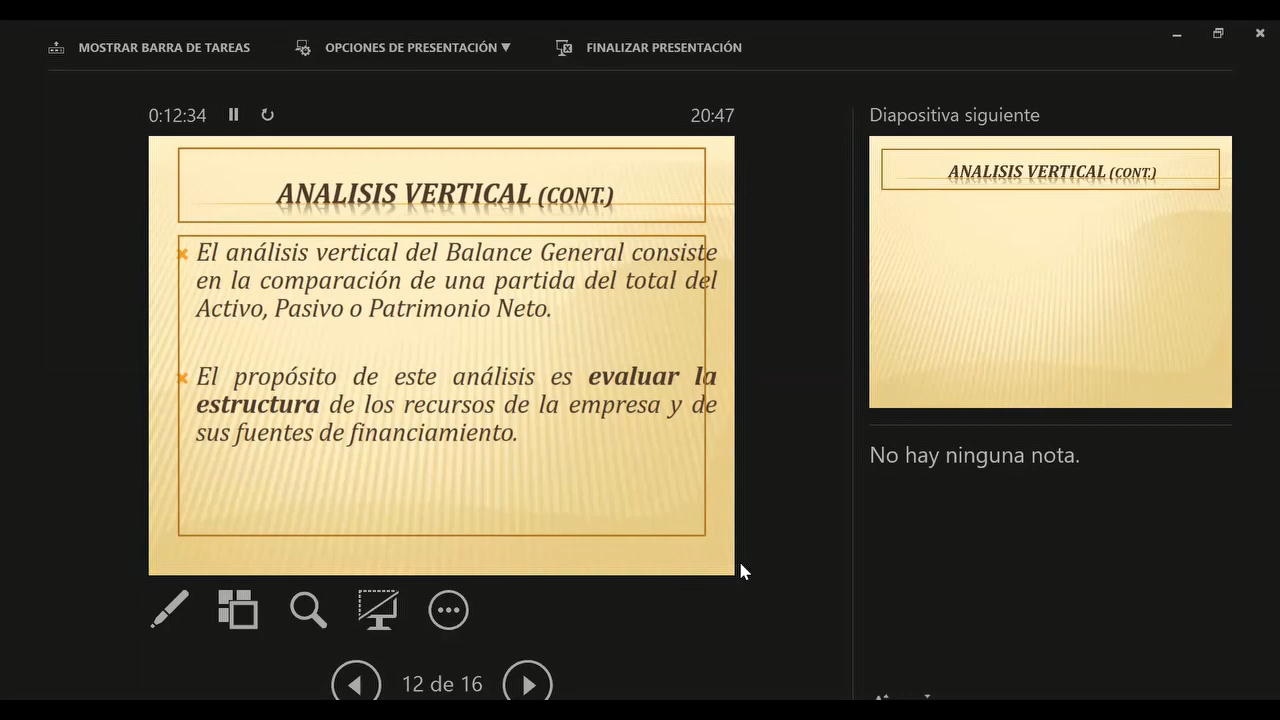 MOSTRAR BARRA DE TAREAS
OPCIONES DE PRESENTACIÓN
FINALIZAR PRESENTACIÓN
0:12:34
20:47
ANALISIS VERTICAL (CONT.)
El análisis vertical del Balance General consiste
en la comparación de una partida del total del
Activo, Pasivo o Patrimonio Neto.
El propósito de este análisis es evaluar la
estructura de los recursos de la empresa y de
sus fuentes de financiamiento.
12 de 16
Diapositiva siguiente
ANALISIS VERTICAL (CONT.)
No hay ninguna nota.